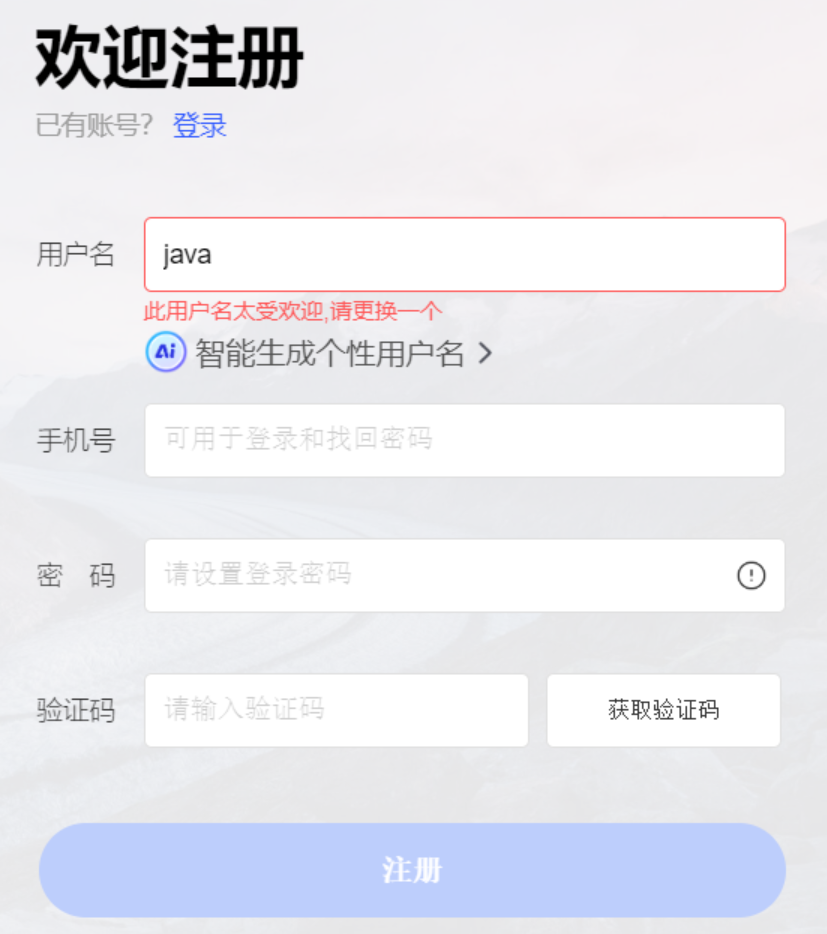 欢迎注册
已有账号? 登录
用户名 java
此用户名太受欢迎,请更换一个
Ai 智能生成个性用户名
手机号 可用于登录和找回密码
密 码 请设置登录密码
验证码 请输入验证码 获取验证码
注册